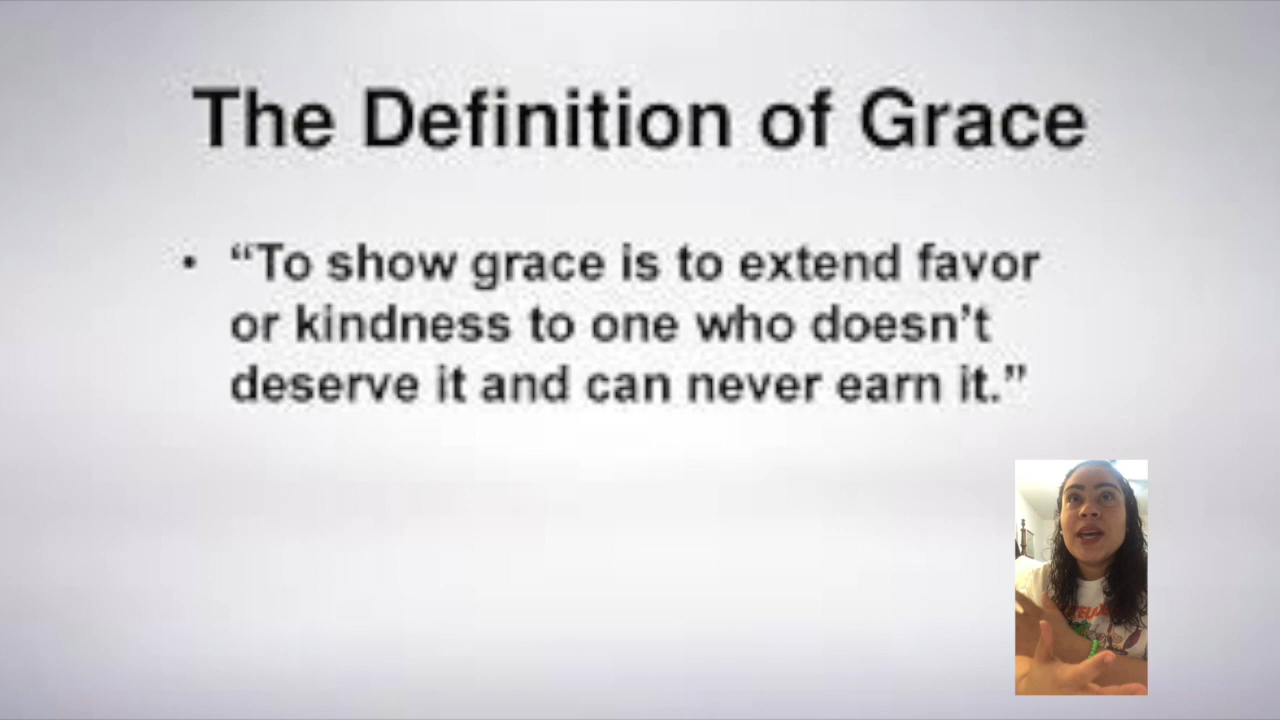 The Definition of Grace
• “To show grace is to extend favor
or kindness to one who doesn’t
deserve it and can never earn it.”